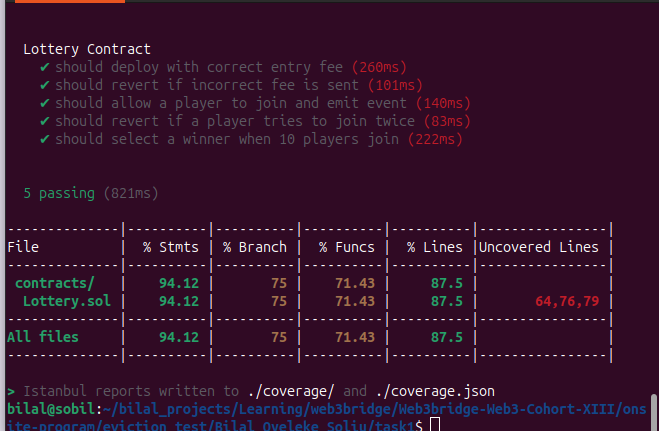 Lottery Contract
✔ should deploy with correct entry fee (260ms)
✔ should revert if incorrect fee is sent (101ms)
✔ should allow a player to join and emit event (140ms)
✔ should revert if a player tries to join twice (83ms)
✔ should select a winner when 10 players join (222ms)
5 passing (821ms)
--------------|----------|----------|----------|----------|----------------|
File          |  % Stmts | % Branch |  % Funcs |  % Lines |Uncovered Lines |
--------------|----------|----------|----------|----------|----------------|
 contracts/   |    94.12 |       75 |    71.43 |     87.5 |                |
  Lottery.sol |    94.12 |       75 |    71.43 |     87.5 |       64,76,79 |
--------------|----------|----------|----------|----------|----------------|
All files     |    94.12 |       75 |    71.43 |     87.5 |                |
--------------|----------|----------|----------|----------|----------------|
> Istanbul reports written to ./coverage/ and ./coverage.json
bilal@sobil:~/bilal_projects/Learning/web3bridge/Web3bridge-Web3-Cohort-XIII/ons
ite-program/eviction_test/Bilal_Oyeleke_Soliu/task1$